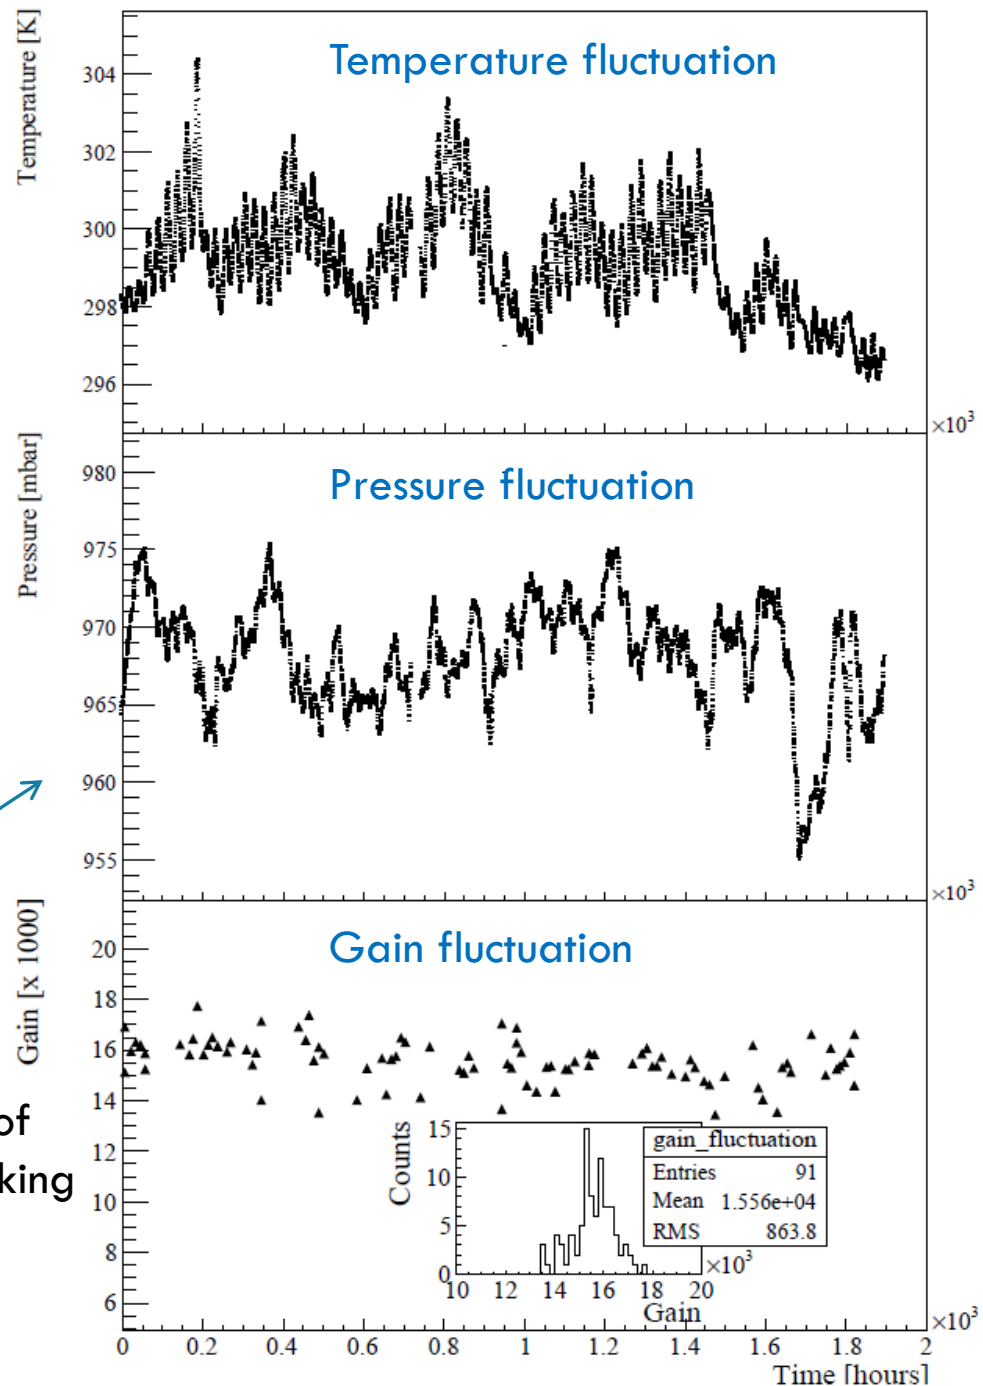 Temperature [K]
Temperature fluctuation
304
302
300
298
296
×10³
Pressure [mbar]
Pressure fluctuation
980
975
970
965
960
955
×10³
Gain [x 1000]
Gain fluctuation
20
18
16
14
12
10
8
6
of
king
Counts
15
10
5
0
gain_fluctuation
Entries 91
Mean 1.556e+04
RMS 863.8
10 12 14 16 18 20
×10³
Gain
0 0.2 0.4 0.6 0.8 1 1.2 1.4 1.6 1.8 2
×10³
Time [hours]